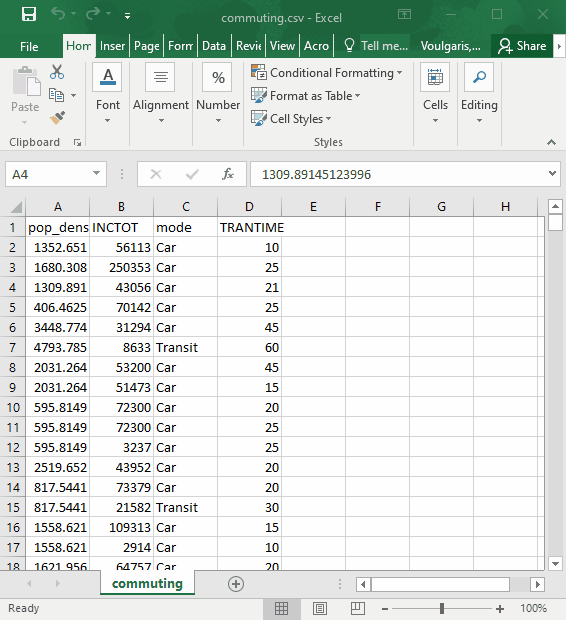 commuting.csv - Excel
File Hom Inser Page Form Data Revie View Acro Tell me... Voulgaris,... Share
Paste
Font
Alignment
%
Number
Conditional Formatting
Format as Table
Cell Styles
Cells
Editing
Clipboard
Styles
A4 fx 1309.89145123996
A B C D E F G H
1 pop_dens INCTOT mode TRANTIME
2 1352.651 56113 Car 10
3 1680.308 250353 Car 25
4 1309.891 43056 Car 21
5 406.4625 70142 Car 25
6 3448.774 31294 Car 45
7 4793.785 8633 Transit 60
8 2031.264 53200 Car 45
9 2031.264 51473 Car 15
10 595.8149 72300 Car 20
11 595.8149 72300 Car 25
12 595.8149 3237 Car 25
13 2519.652 43952 Car 20
14 817.5441 73379 Car 20
15 817.5441 21582 Transit 30
16 1558.621 109313 Car 15
17 1558.621 2914 Car 10
18 1621.956 64757 Car 20
commuting
Ready 100%